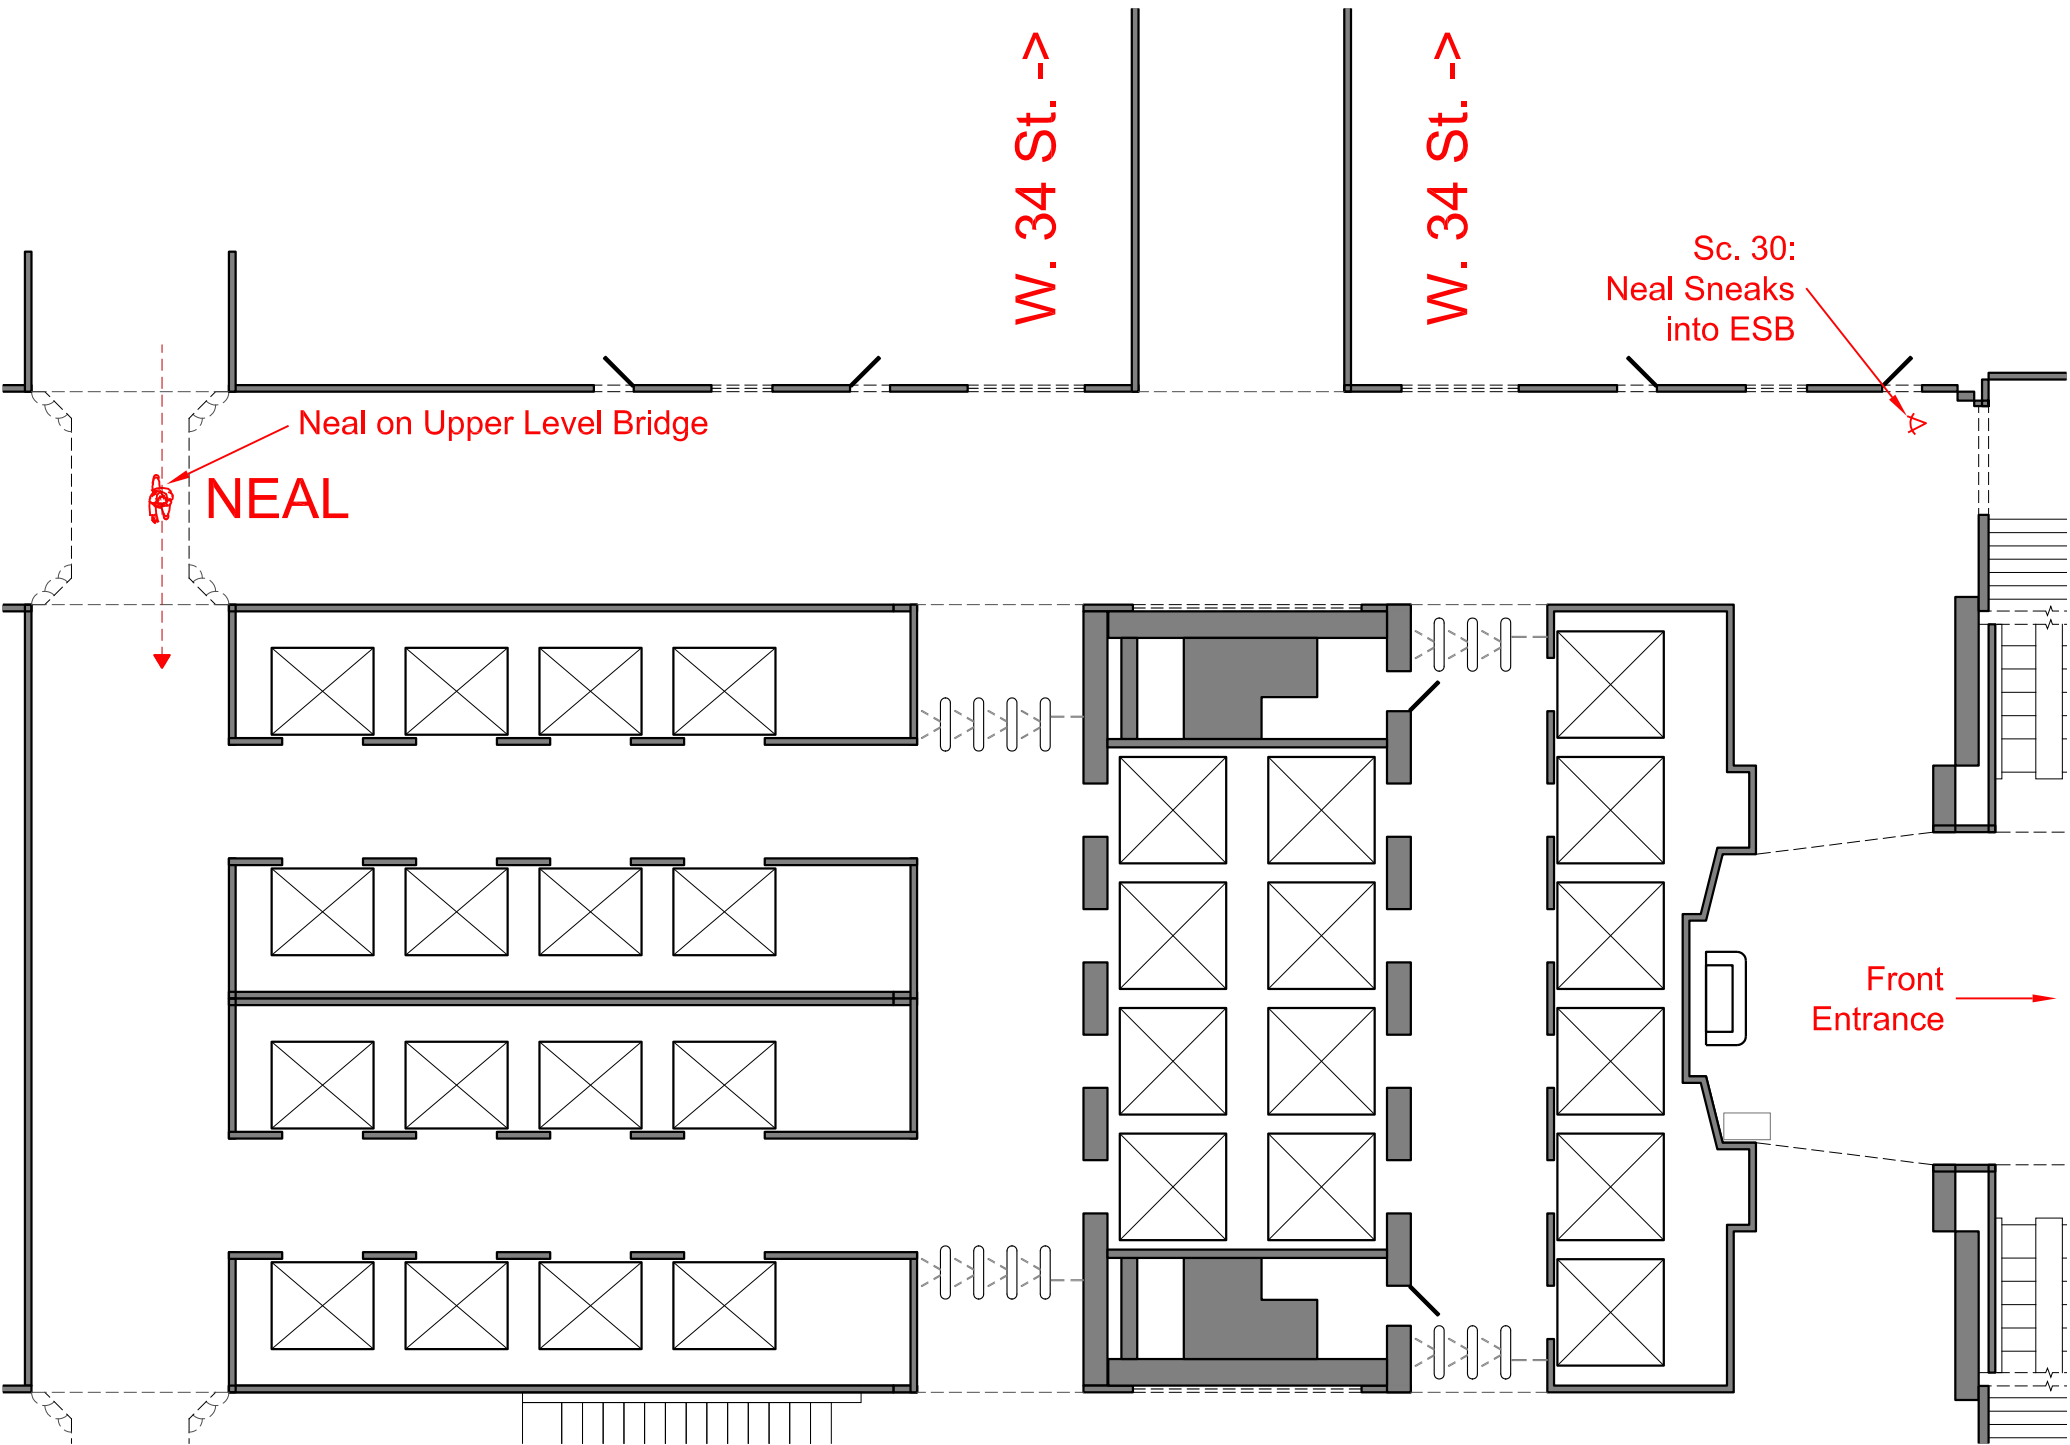 W. 34 St. ->
W. 34 St. ->
Sc. 30:
Neal Sneaks
into ESB
Neal on Upper Level Bridge
NEAL
Front
Entrance